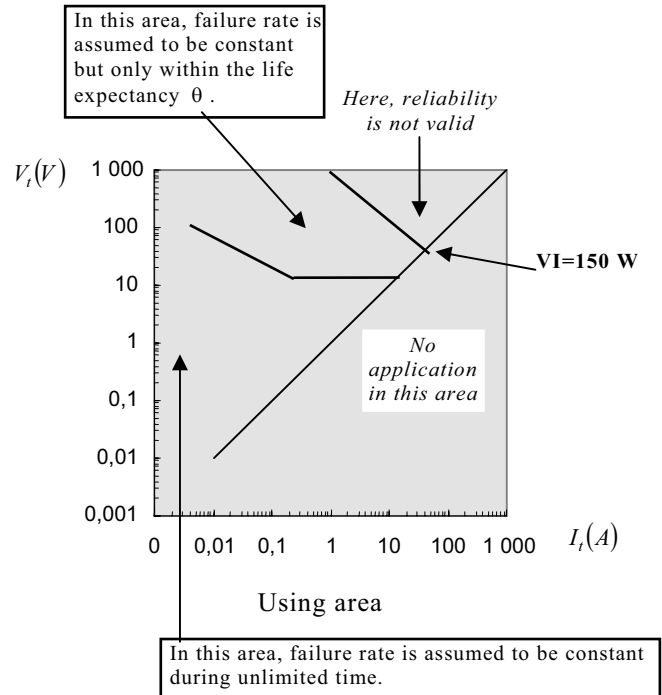 In this area, failure rate is
assumed to be constant
but only within the life
expectancy θ .
Here, reliability
is not valid
V_t(V)
1 000
100
10
1
0,1
0,01
0,001
VI=150 W
No
application
in this area
0 0,01 0,1 1 10 100 1 000
I_t(A)
Using area
In this area, failure rate is assumed to be constant
during unlimited time.